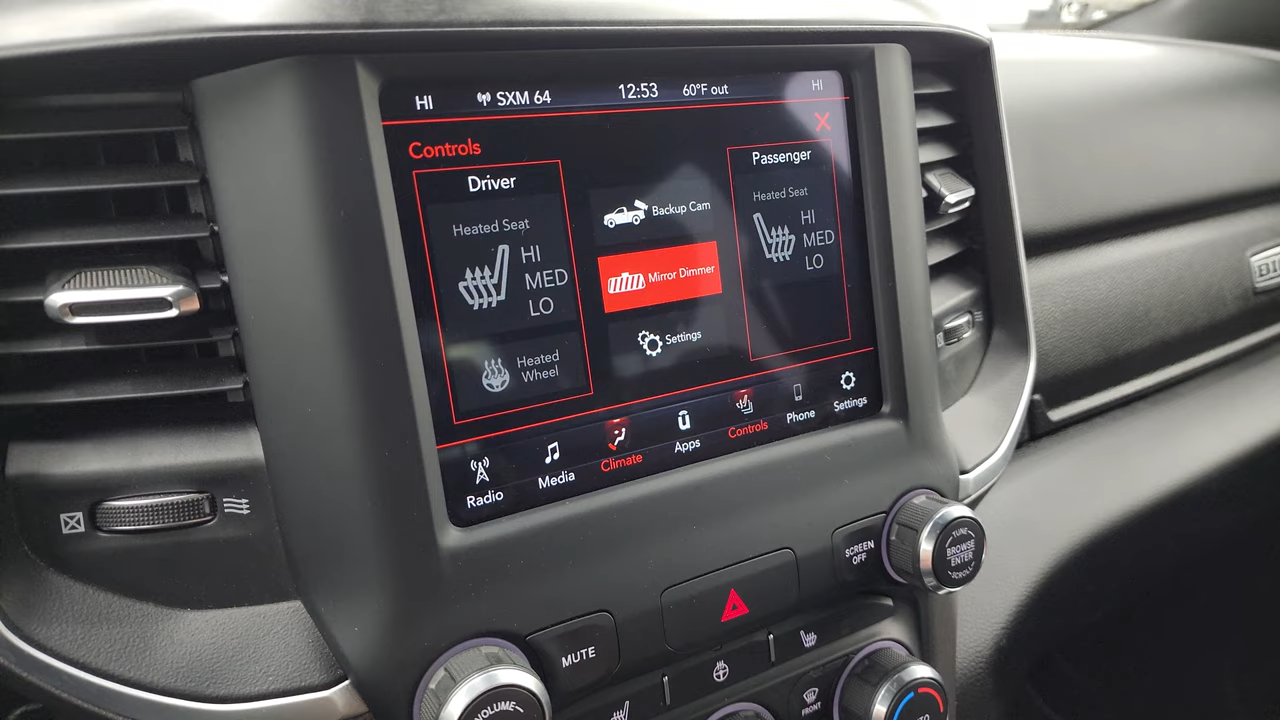 HI SXM 64 12:53 60°F out HI
Controls
Driver
Heated Seat
HI
MED
LO
Heated
Wheel
Backup Cam
Mirror Dimmer
Settings
Passenger
Heated Seat
HI
MED
LO
Radio Media Climate Apps Controls Phone Settings
SCREEN
OFF
TUNE
BROWSE
ENTER
SCROLL
MUTE
VOLUME
FRONT